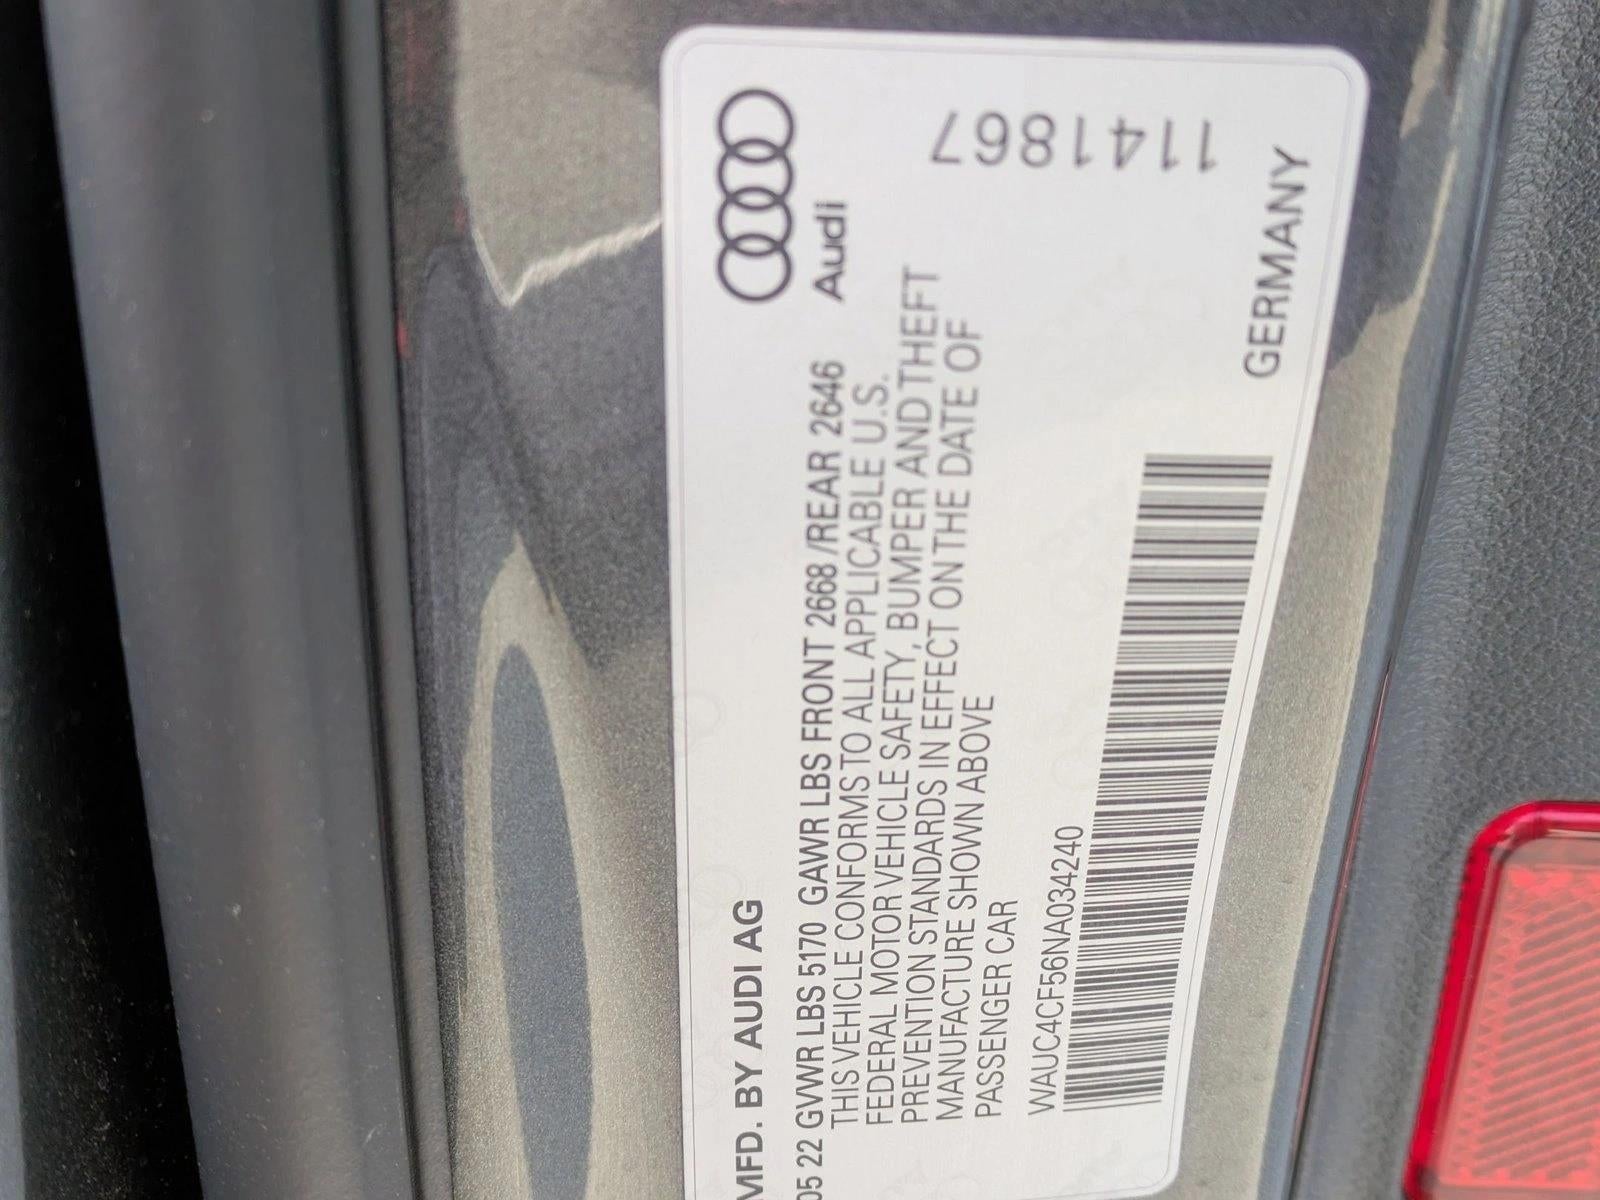 MFD. BY AUDI AG
05 22 GVWR LBS 5170 GAWR LBS FRONT 2668 /REAR 2646
Audi
THIS VEHICLE CONFORMS TO ALL APPLICABLE U.S.
FEDERAL MOTOR VEHICLE SAFETY, BUMPER AND THEFT
PREVENTION STANDARDS IN EFFECT ON THE DATE OF
MANUFACTURE SHOWN ABOVE
PASSENGER CAR
WAUC4CF56NA034240
GERMANY
1141867